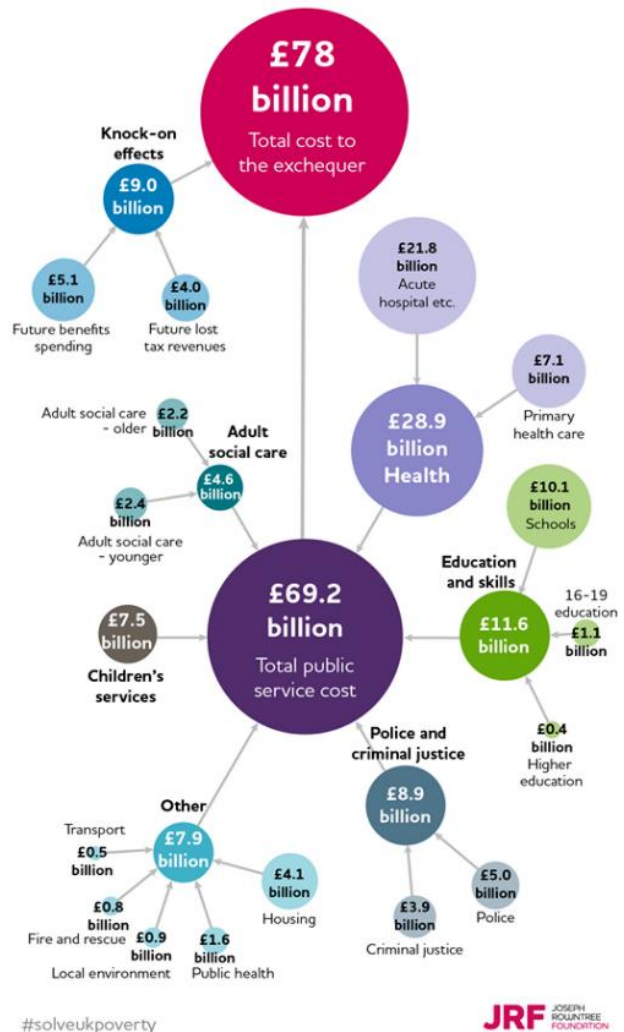 £78
billion
Total cost to
the exchequer
Knock-on
effects
£9.0
billion
£5.1
billion
Future benefits
spending
£4.0
billion
Future lost
tax revenues
£21.8
billion
Acute
hospital etc.
£7.1
billion
Primary
health care
£28.9
billion
Health
Adult social care
- older
£2.2
billion
Adult
social care
£4.6
billion
£2.4
billion
Adult social care
- younger
£10.1
billion
Schools
Education
and skills
£11.6
billion
16-19
education
£1.1
billion
£0.4
billion
Higher
education
£69.2
billion
Total public
service cost
£7.5
billion
Children's
services
Police and
criminal justice
£8.9
billion
£5.0
billion
Police
£3.9
billion
Criminal justice
Other
£7.9
billion
Transport
£0.5
billion
£0.8
billion
Fire and rescue
£0.9
billion
Local environment
£1.6
billion
Public health
£4.1
billion
Housing
#solveukpoverty
JRF JOSEPH
ROWNTREE
FOUNDATION